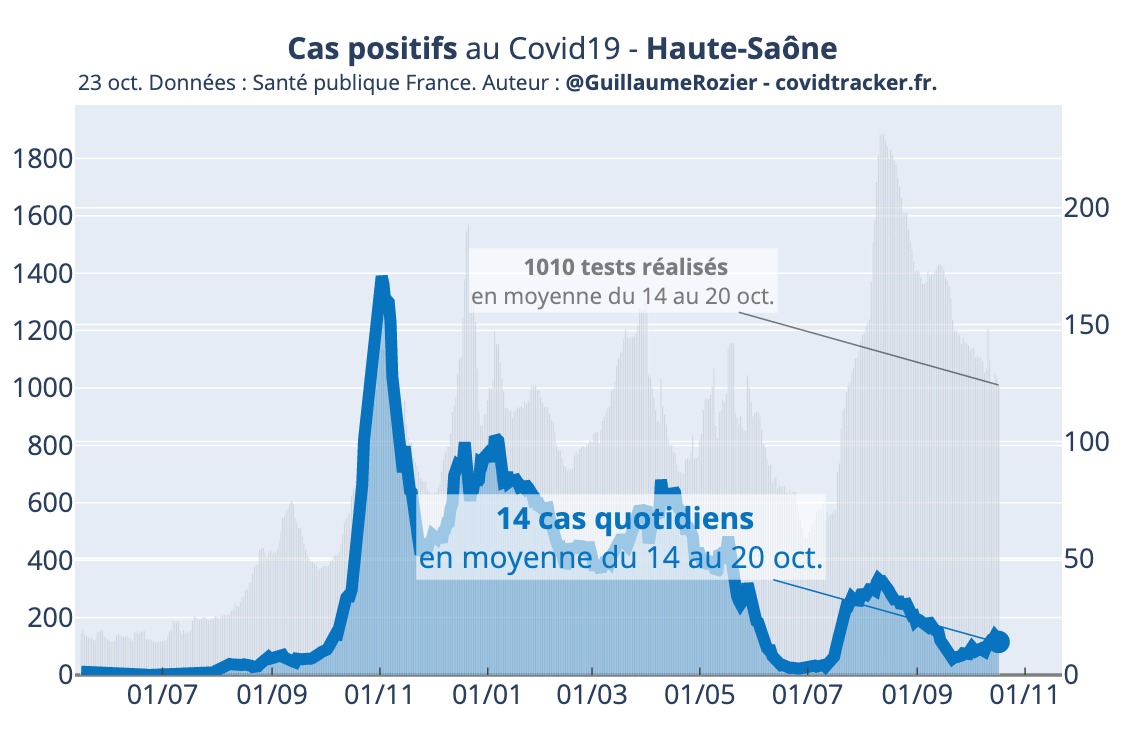 Cas positifs au Covid19 - Haute-Saône
23 oct. Données : Santé publique France. Auteur : @GuillaumeRozier - covidtracker.fr.
1800
1600
1400
1200
1000
800
600
400
200
0
200
150
100
50
0
1010 tests réalisés
en moyenne du 14 au 20 oct.
14 cas quotidiens
en moyenne du 14 au 20 oct.
01/07 01/09 01/11 01/01 01/03 01/05 01/07 01/09 01/11